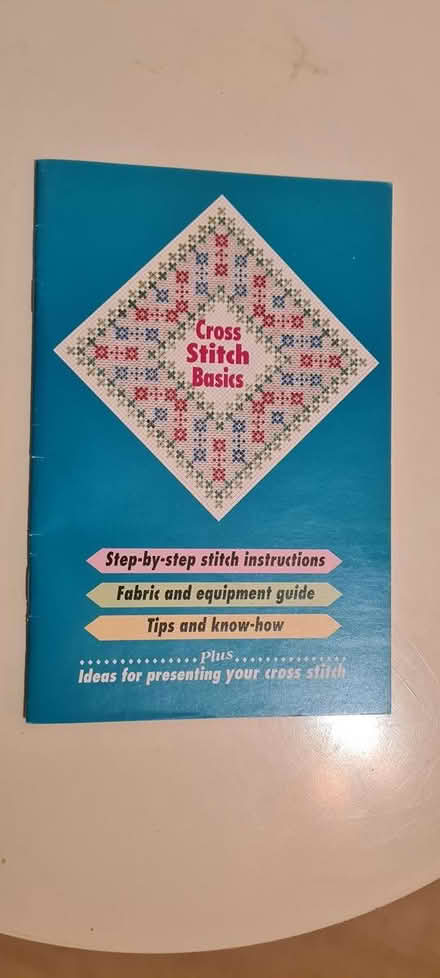 Cross
Stitch
Basics
Step-by-step stitch instructions
Fabric and equipment guide
Tips and know-how
Plus
Ideas for presenting your cross stitch